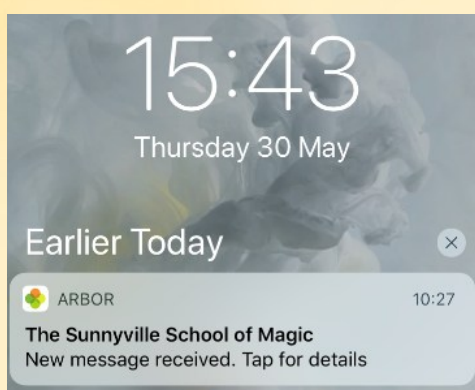 15:43
Thursday 30 May
Earlier Today
ARBOR 10:27
The Sunnyville School of Magic
New message received. Tap for details